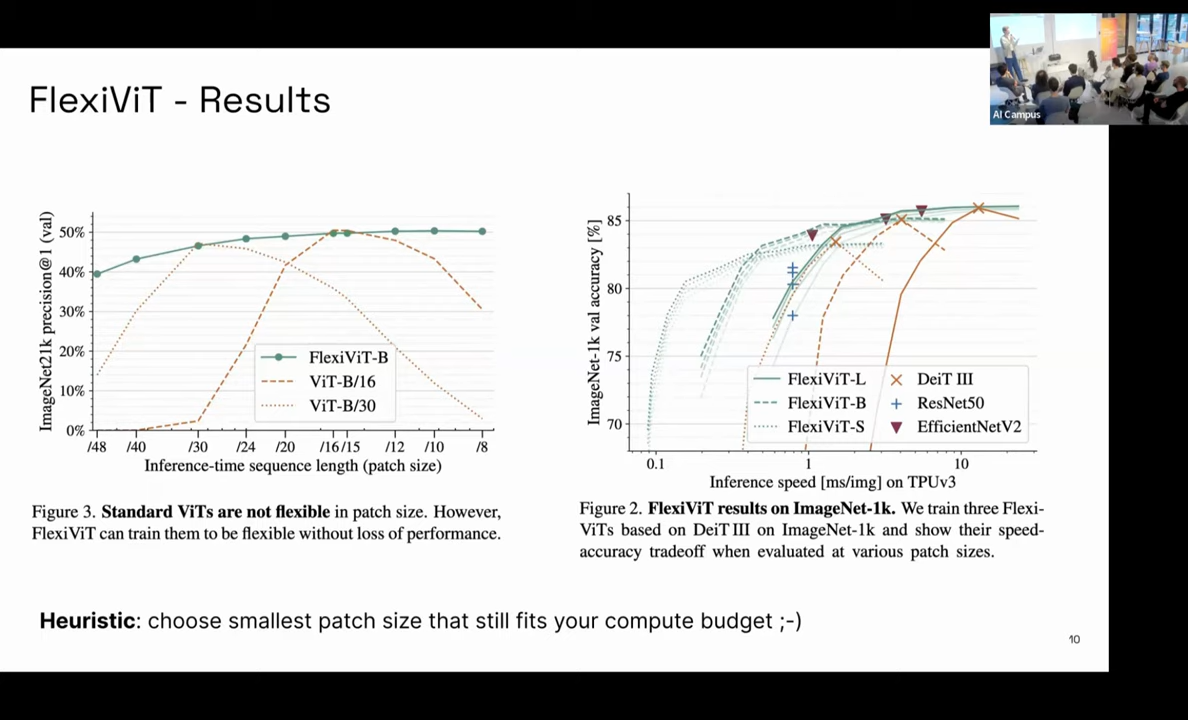 FlexiViT - Results
AI Campus
ImageNet21k precision@1 (val)
50%
40%
30%
20%
10%
0%
FlexiViT-B
ViT-B/16
ViT-B/30
/48 /40 /30 /24 /20 /16 /15 /12 /10 /8
Inference-time sequence length (patch size)
Figure 3. Standard ViTs are not flexible in patch size. However,
FlexiViT can train them to be flexible without loss of performance.
ImageNet-1k val accuracy [%]
85
80
75
70
FlexiViT-L
FlexiViT-B
FlexiViT-S
DeiT III
ResNet50
EfficientNetV2
0.1 1 10
Inference speed [ms/img] on TPUv3
Figure 2. FlexiViT results on ImageNet-1k. We train three Flexi-
ViTs based on DeiT III on ImageNet-1k and show their speed-
accuracy tradeoff when evaluated at various patch sizes.
Heuristic: choose smallest patch size that still fits your compute budget ;-)
10